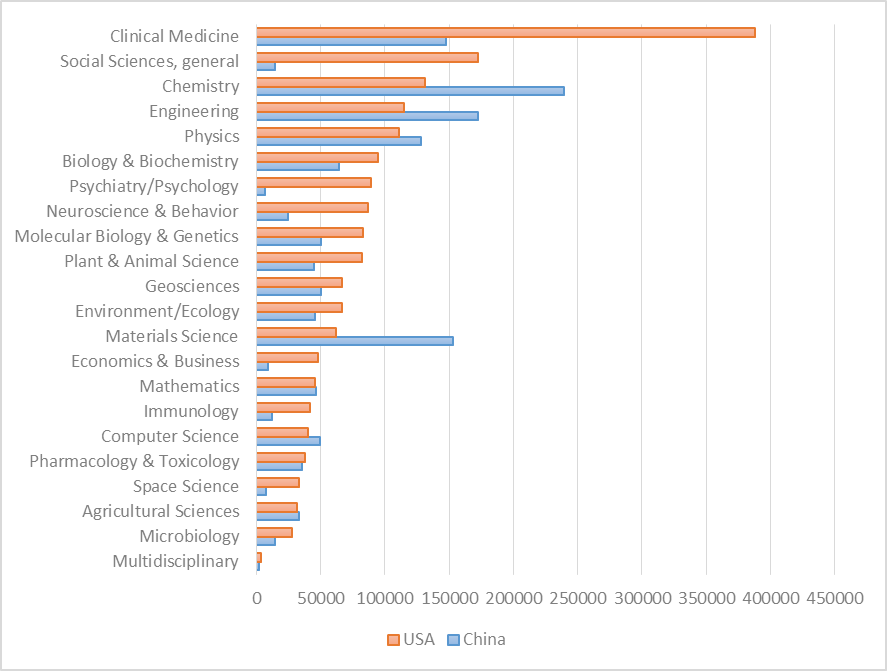 Clinical Medicine
Social Sciences, general
Chemistry
Engineering
Physics
Biology & Biochemistry
Psychiatry/Psychology
Neuroscience & Behavior
Molecular Biology & Genetics
Plant & Animal Science
Geosciences
Environment/Ecology
Materials Science
Economics & Business
Mathematics
Immunology
Computer Science
Pharmacology & Toxicology
Space Science
Agricultural Sciences
Microbiology
Multidisciplinary
0 50000 100000 150000 200000 250000 300000 350000 400000 450000
USA China